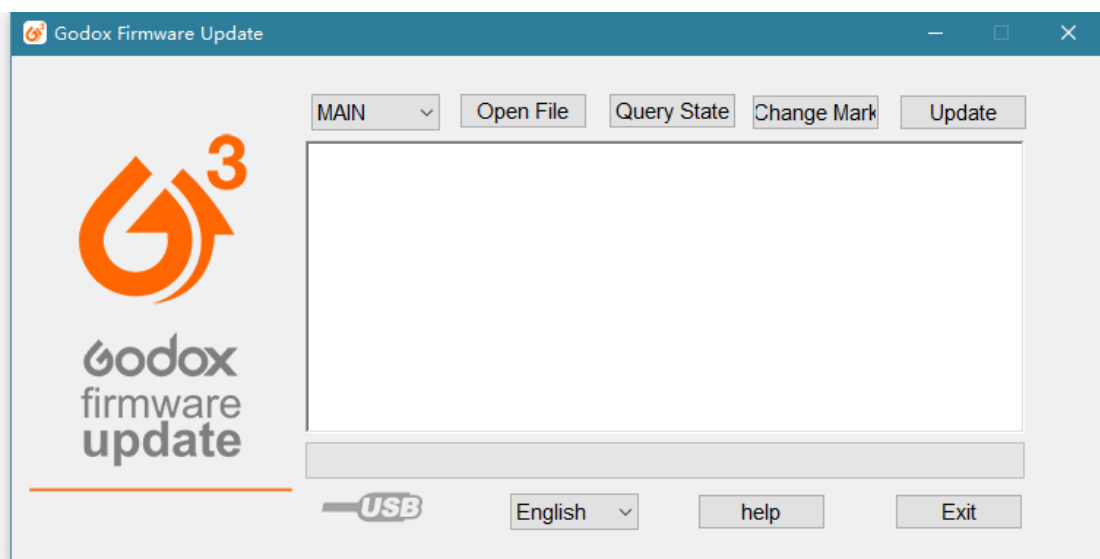 Godox Firmware Update
MAIN
Open File
Query State
Change Mark
Update
3
Godox
firmware
update
USB
English
help
Exit